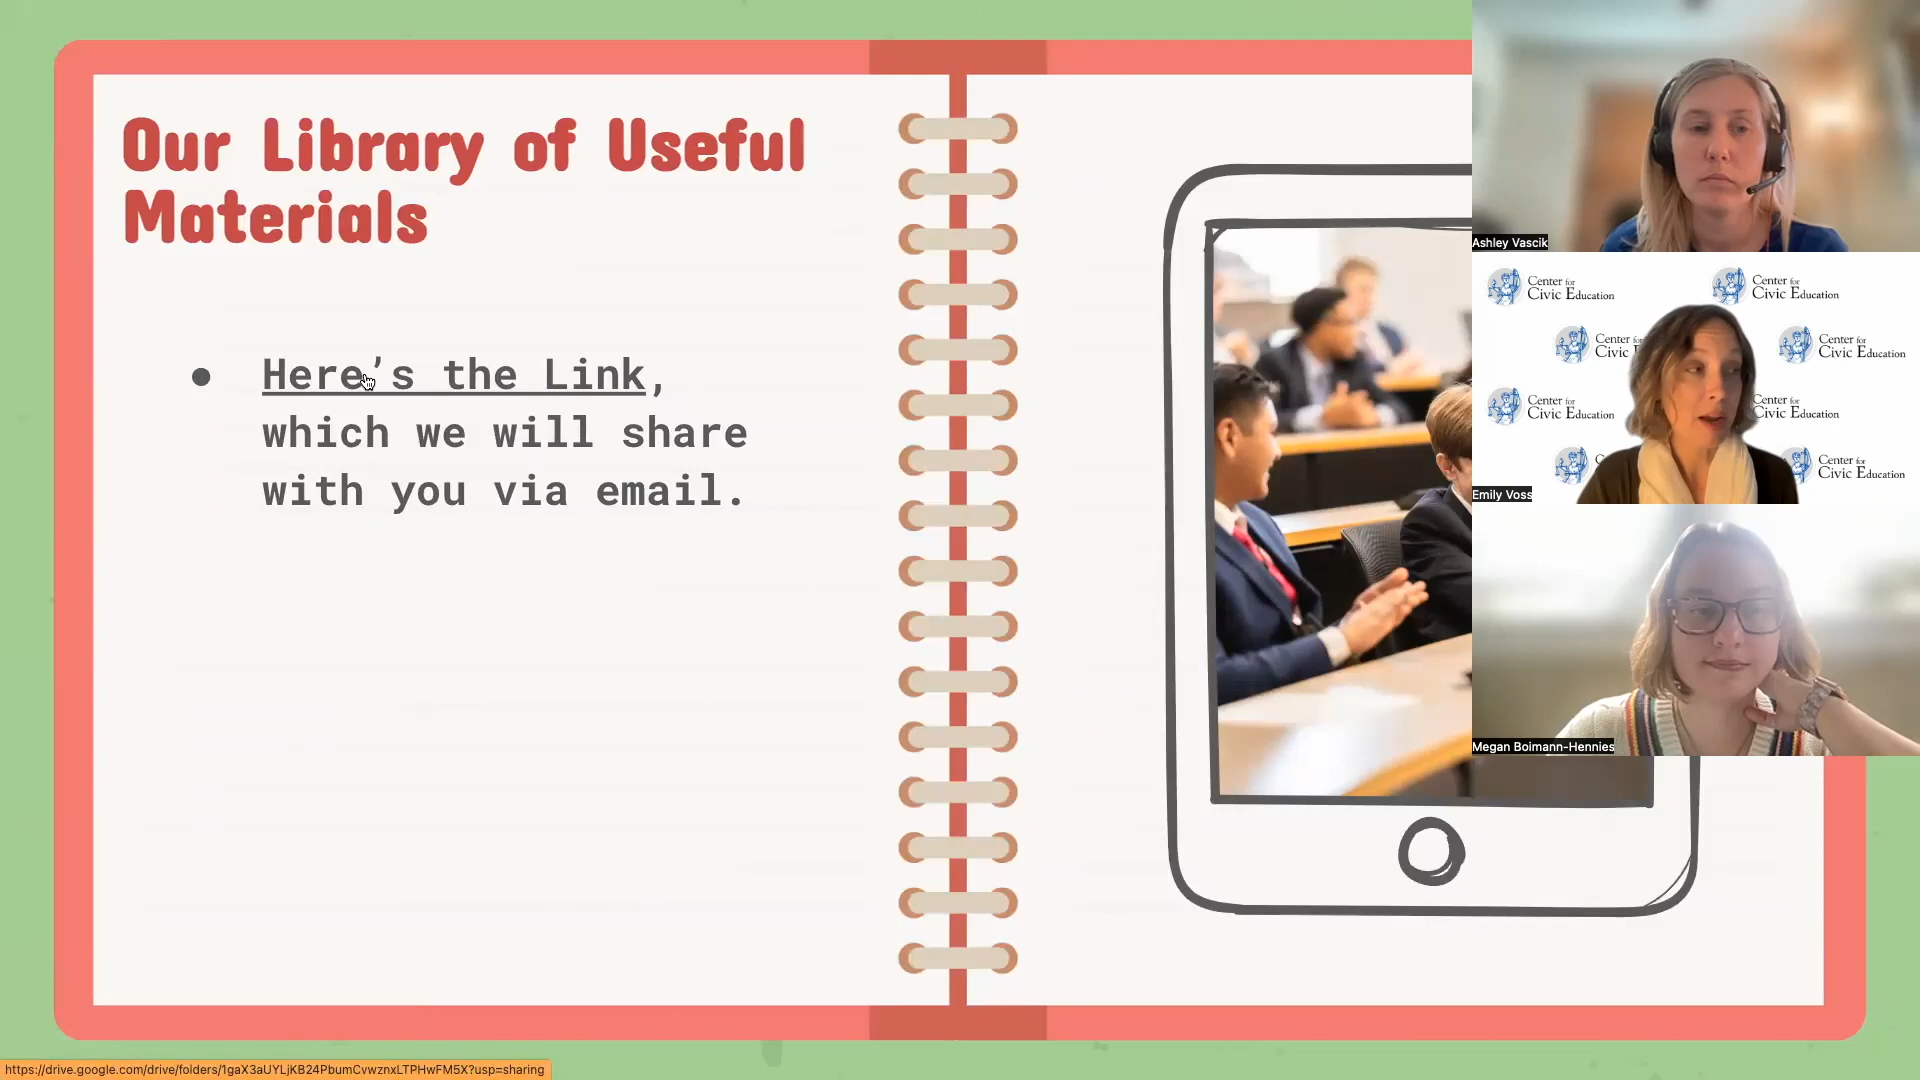 Our Library of Useful
Materials
● Here's the Link,
which we will share
with you via email.
Ashley Vascik
Center for
Civic Education
Center for
Civic Education
Center for
Civic E
Center for
Civic Education
Center for
Civic Education
Center for
Civic Education
Center for
Civic Education
Emily Voss
Megan Boimann-Hennies
https://drive.google.com/drive/folders/1gaX3aUYLjKB24PbumCvwznxLTPHwFM5X?usp=sharing